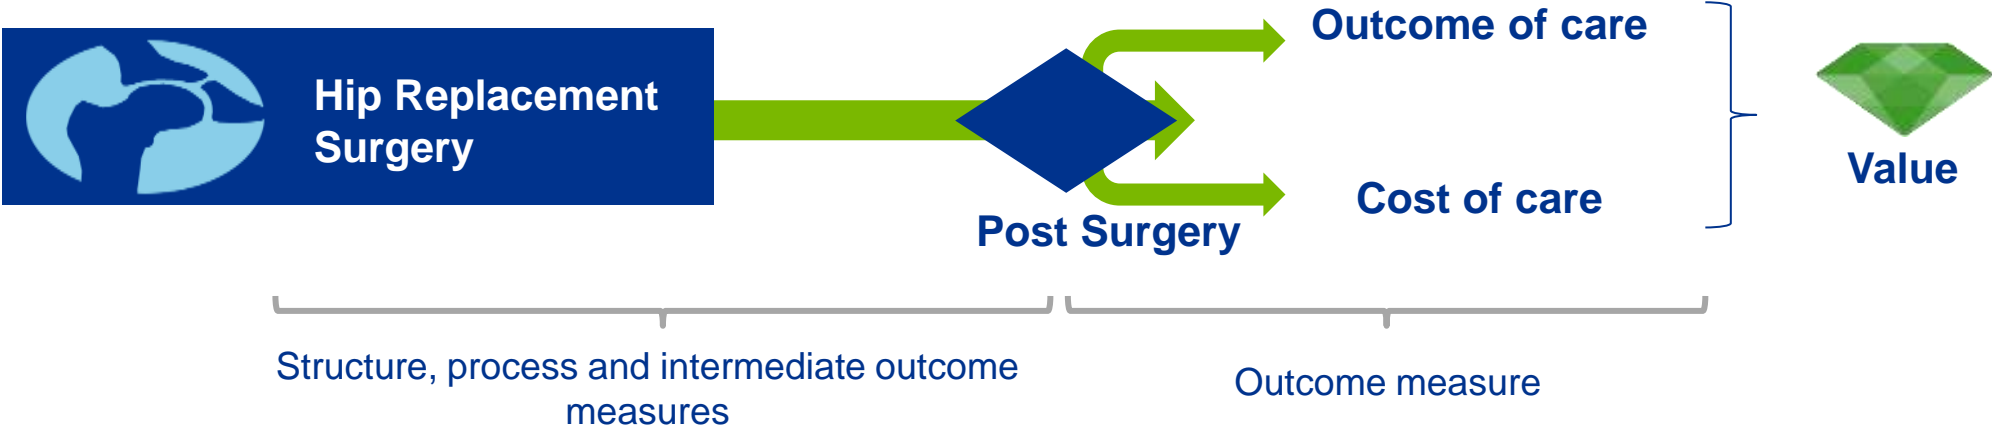 Hip Replacement
Surgery
Post Surgery
Outcome of care
Cost of care
Value
Structure, process and intermediate outcome
measures
Outcome measure